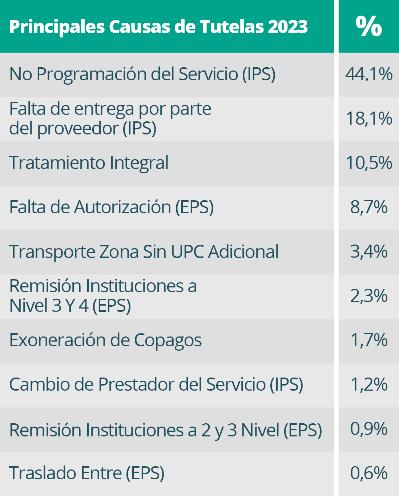 Principales Causas de Tutelas 2023 %
No Programación del Servicio (IPS) 44,1%
Falta de entrega por parte
del proveedor (IPS) 18,1%
Tratamiento Integral 10,5%
Falta de Autorización (EPS) 8,7%
Transporte Zona Sin UPC Adicional 3,4%
Remisión Instituciones a
Nivel 3 Y 4 (EPS) 2,3%
Exoneración de Copagos 1,7%
Cambio de Prestador del Servicio (IPS) 1,2%
Remisión Instituciones a 2 y 3 Nivel (EPS) 0,9%
Traslado Entre (EPS) 0,6%